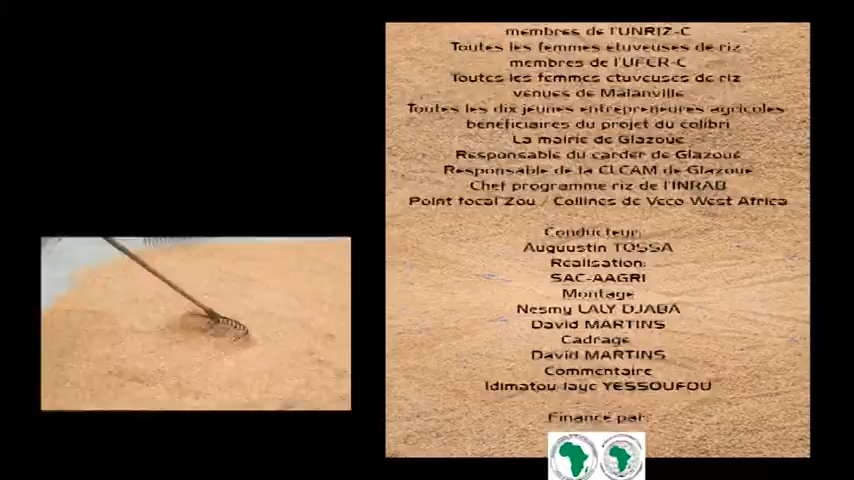 membres de l'UNRIZ-C
Toutes les femmes étuveuses de riz
membres de l'UFER-C
Toutes les femmes étuveuses de riz
venues de Malanville
Toutes les dix jeunes entrepreneures agricoles
bénéficiaires du projet du colibri
La mairie de Glazoué
Responsable du carder de Glazoué
Responsable de la CLCAM de Glazoué
Chef programme riz de l'INRAB
Point focal Zou / Collines de Veco West Africa
Conducteur:
Auguustin TOSSA
Réalisation:
SAC-AAGRI
Montage
Nesmy LALY DJABA
David MARTINS
Cadrage
David MARTINS
Commentaire
Idimatou Iayc YESSOUFOU
Financé par: